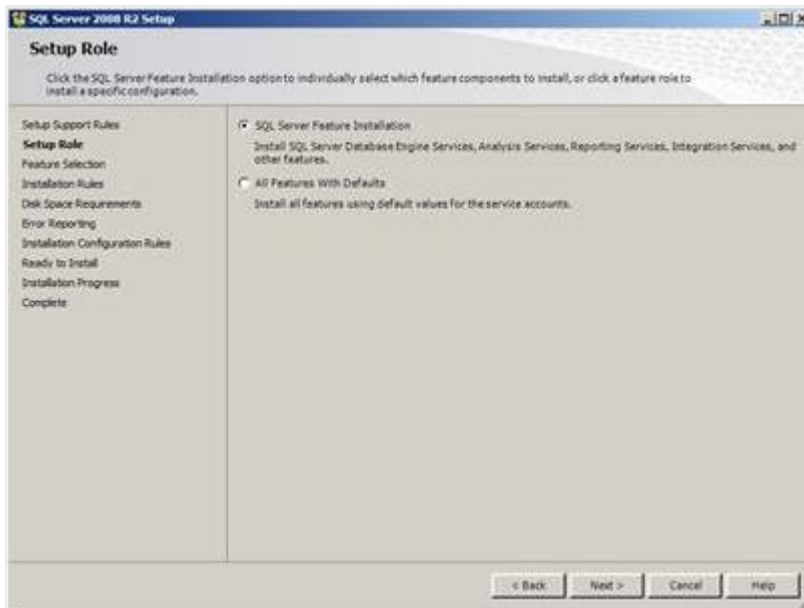 SQL Server 2008 R2 Setup
Setup Role
Click the SQL Server Feature Installation option to individually select which feature components to install, or click a feature role to
install a specific configuration.
Setup Support Rules
Setup Role
Feature Selection
Installation Rules
Disk Space Requirements
Error Reporting
Installation Configuration Rules
Ready to Install
Installation Progress
Complete
SQL Server Feature Installation
Install SQL Server Database Engine Services, Analysis Services, Reporting Services, Integration Services, and
other features.
All Features With Defaults
Install all features using default values for the service accounts.
< Back
Next >
Cancel
Help